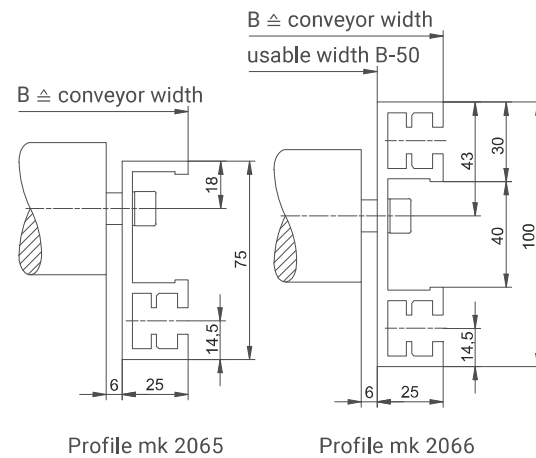 B ≙ conveyor width
usable width B-50
B ≙ conveyor width
18
75
14,5
6
25
43
30
40
100
14,5
6
25
Profile mk 2065
Profile mk 2066